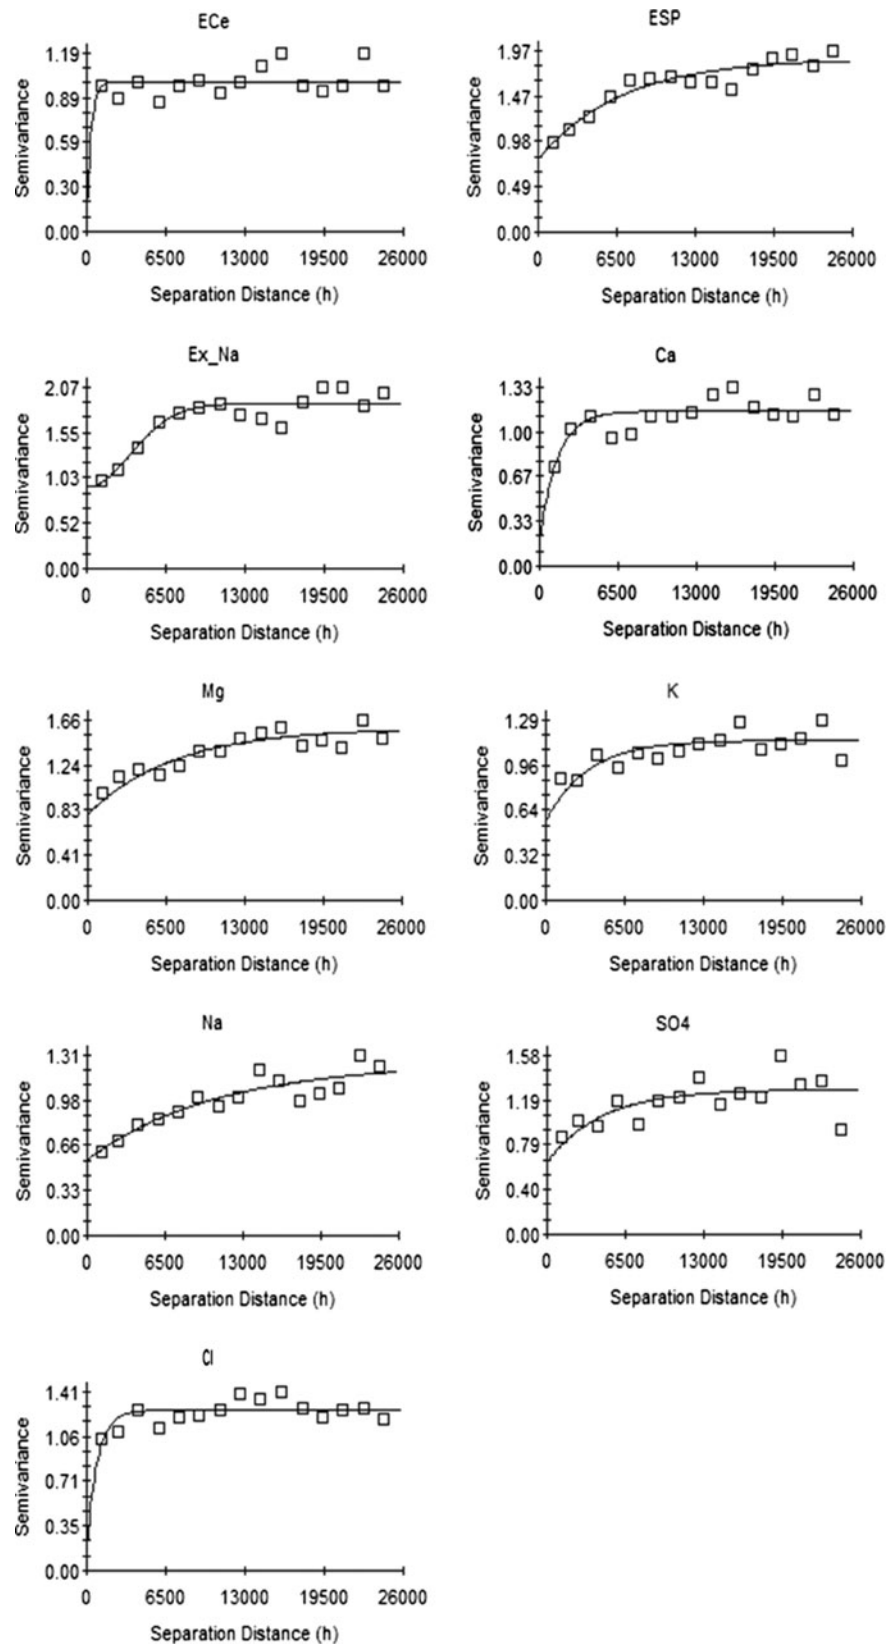 ECe
Semivariance
1.19
0.89
0.59
0.30
0.00
0 6500 13000 19500 26000
Separation Distance (h)
ESP
Semivariance
1.97
1.47
0.98
0.49
0.00
0 6500 13000 19500 26000
Separation Distance (h)
Ex_Na
Semivariance
2.07
1.55
1.03
0.52
0.00
0 6500 13000 19500 26000
Separation Distance (h)
Ca
Semivariance
1.33
1.00
0.67
0.33
0.00
0 6500 13000 19500 26000
Separation Distance (h)
Mg
Semivariance
1.66
1.24
0.83
0.41
0.00
0 6500 13000 19500 26000
Separation Distance (h)
K
Semivariance
1.29
0.96
0.64
0.32
0.00
0 6500 13000 19500 26000
Separation Distance (h)
Na
Semivariance
1.31
0.98
0.66
0.33
0.00
0 6500 13000 19500 26000
Separation Distance (h)
SO4
Semivariance
1.58
1.19
0.79
0.40
0.00
0 6500 13000 19500 26000
Separation Distance (h)
Cl
Semivariance
1.41
1.06
0.71
0.35
0.00
0 6500 13000 19500 26000
Separation Distance (h)